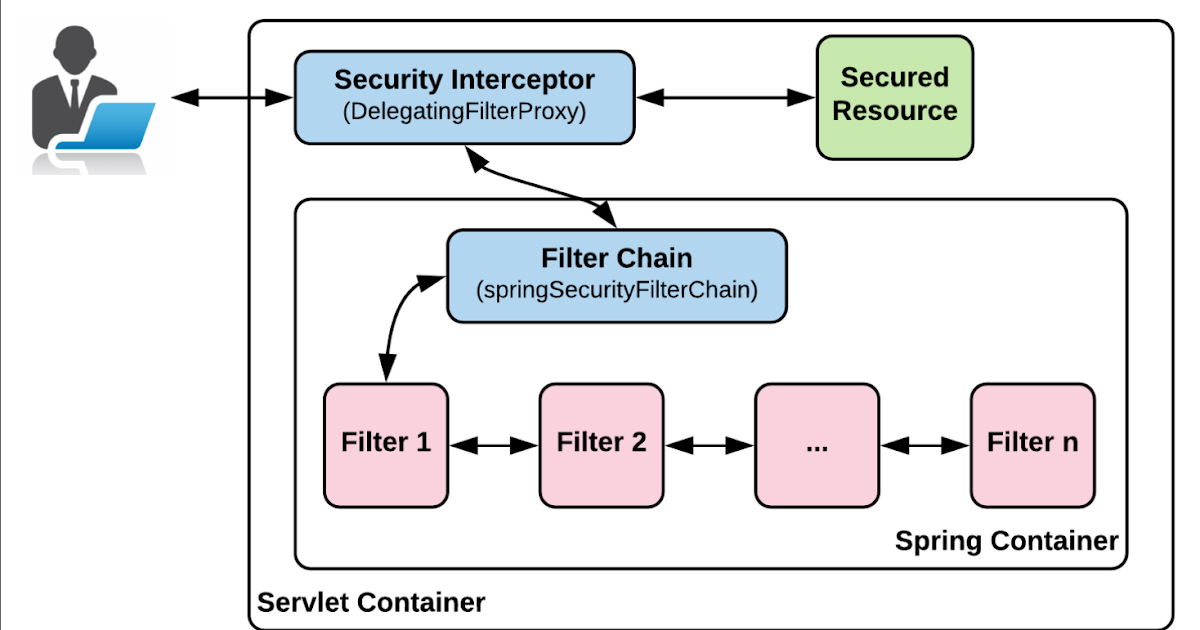 Security Interceptor
(DelegatingFilterProxy)
Secured
Resource
Filter Chain
(springSecurityFilterChain)
Filter 1
Filter 2
...
Filter n
Spring Container
Servlet Container